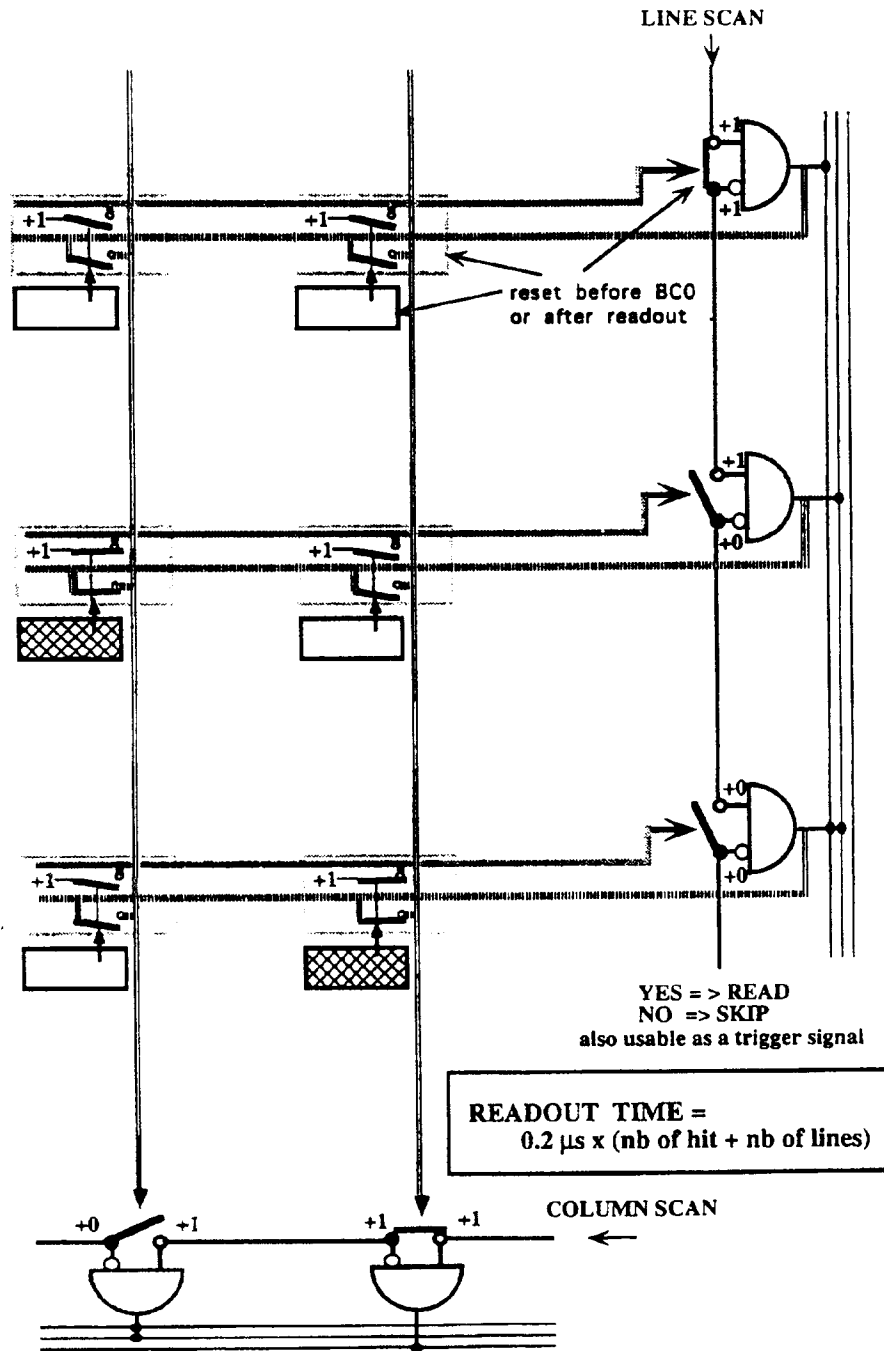 LINE SCAN
+1
+1
+1
+1
reset before BC0
or after readout
+1
+0
+1
+1
+0
+0
+1
+1
YES = > READ
NO => SKIP
also usable as a trigger signal
READOUT TIME =
0.2 µs x (nb of hit + nb of lines)
COLUMN SCAN
+0
+1
+1
+1